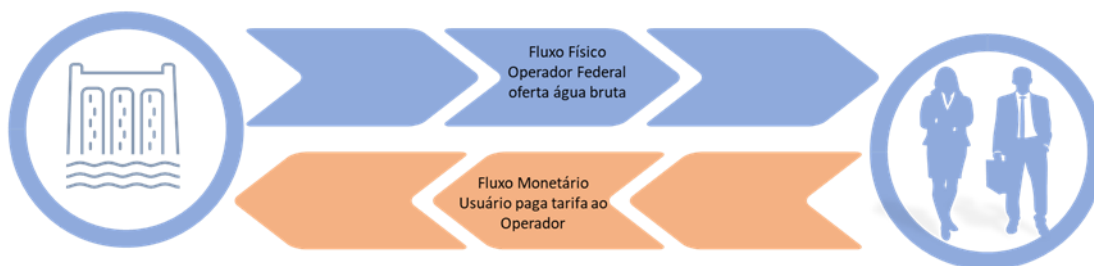 Fluxo Físico
Operador Federal
oferta água bruta
Fluxo Monetário
Usuário paga tarifa ao
Operador